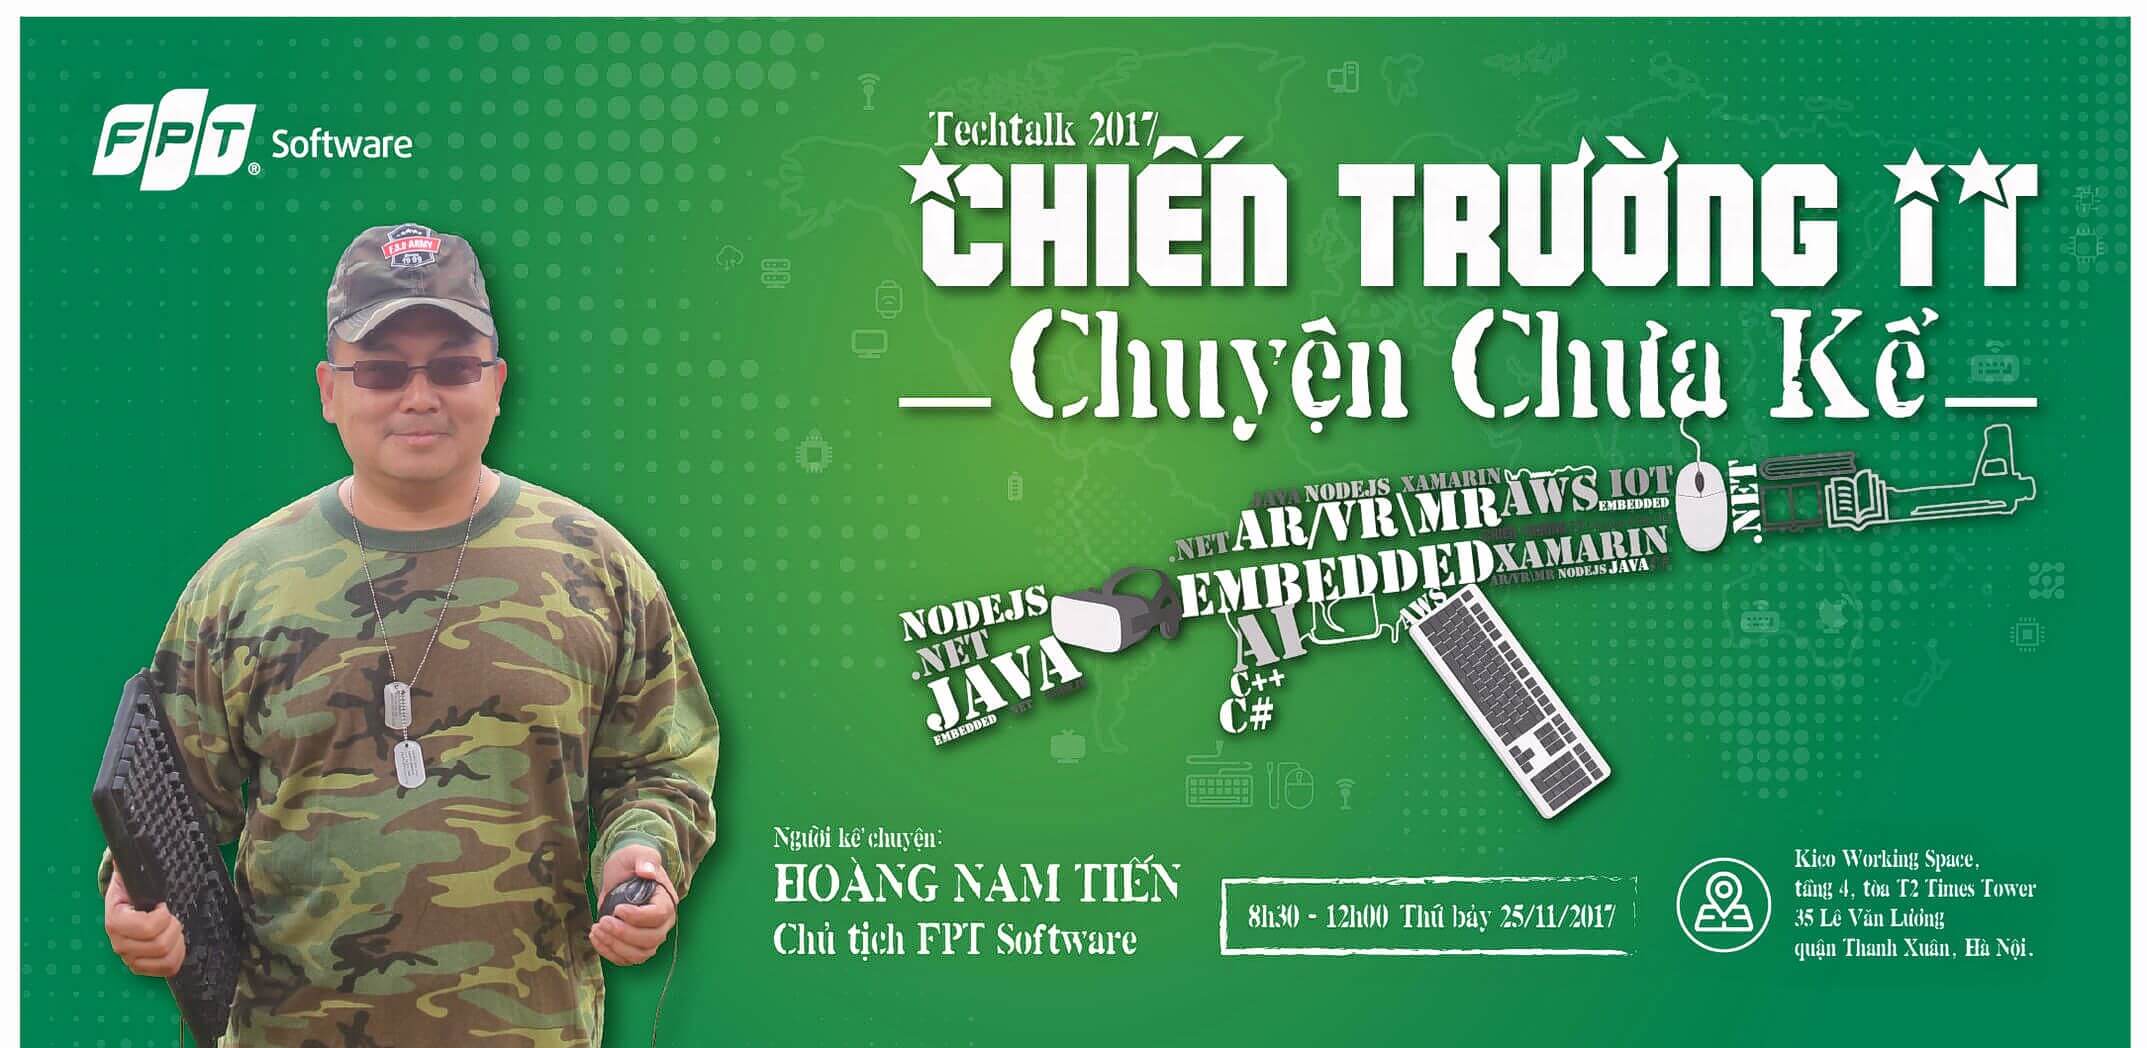 FPT® Software
F.S.U ARMY
1999
Techtalk 2017
CHIẾN TRƯỜNG IT
Chuyện Chưa Kể
JAVA NODEJS XAMARIN AWS IOT
.NET AR/VR\MR EMBEDDED
.NET
EMBEDDED XAMARIN
AR/VR\MR NODEJS JAVA
NODEJS
.NET
JAVA
EMBEDDED .NET
AI
AWS
C++
C#
Người kể chuyện:
HOÀNG NAM TIẾN
Chủ tịch FPT Software
8h30 - 12h00 Thứ bảy 25/11/2017
Kico Working Space,
tầng 4, tòa T2 Times Tower
35 Lê Văn Lương
quận Thanh Xuân, Hà Nội.